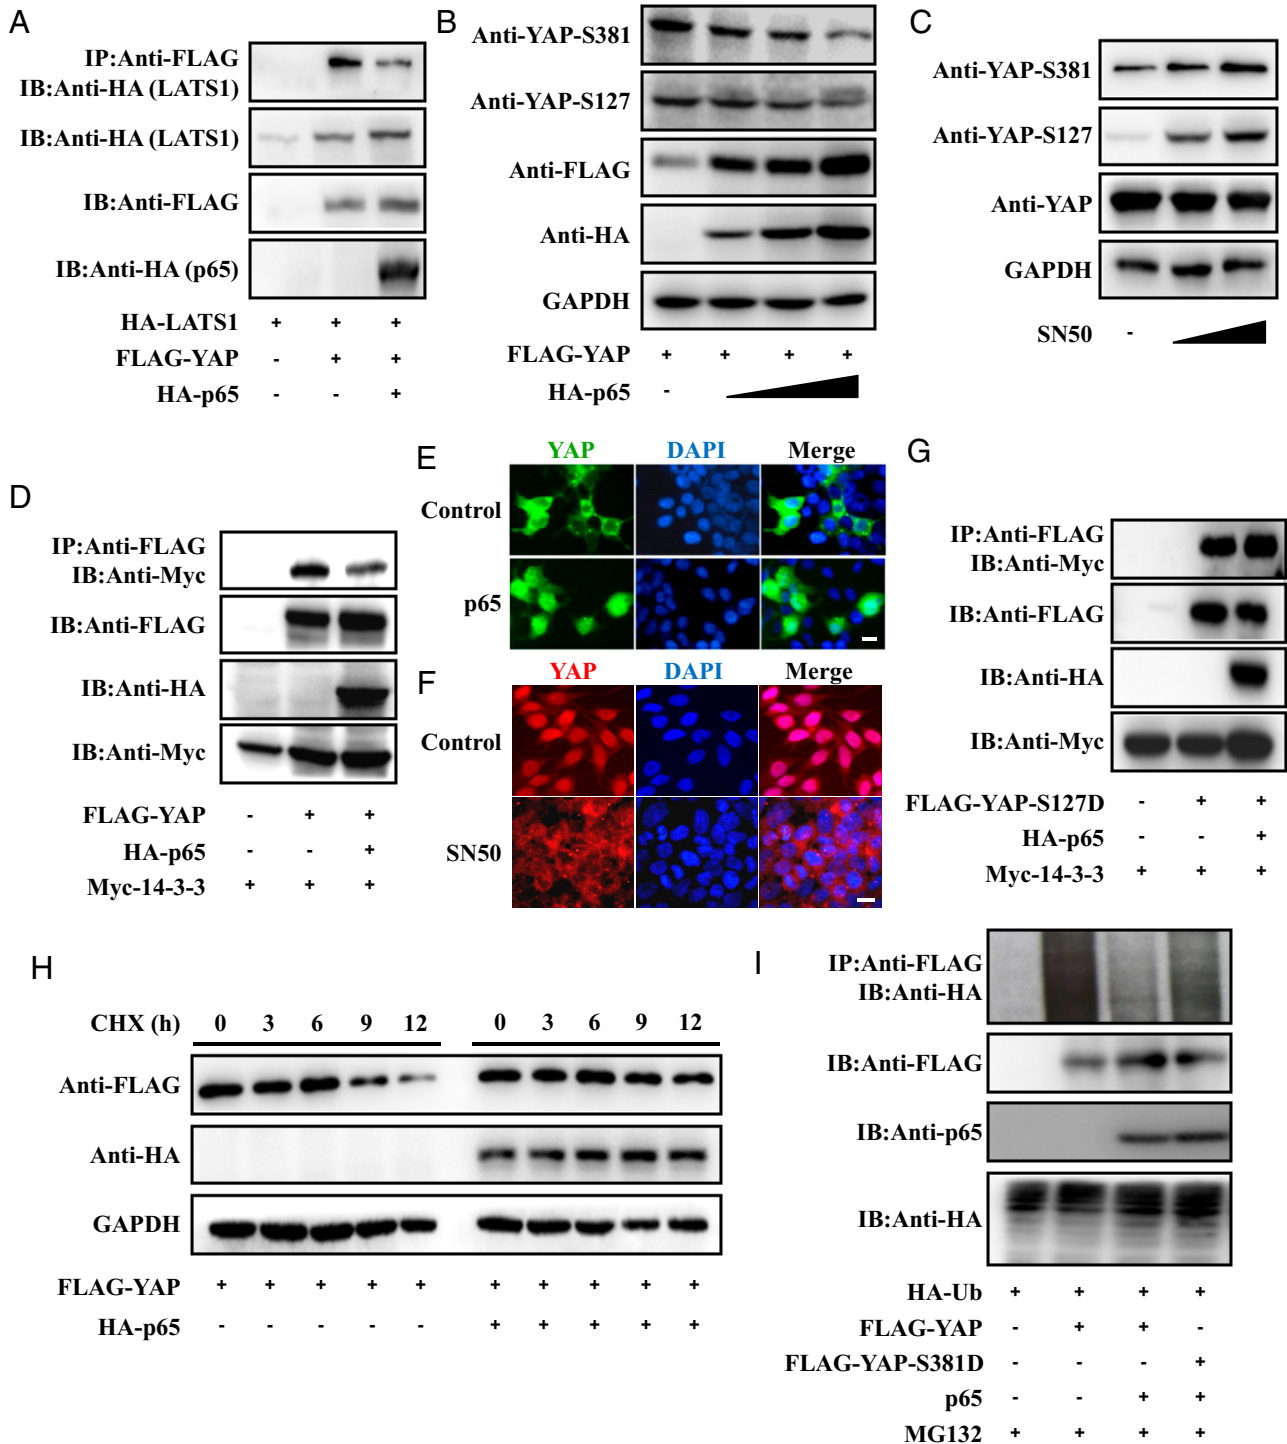 A
IP:Anti-FLAG
IB:Anti-HA (LATS1)
IB:Anti-HA (LATS1)
IB:Anti-FLAG
IB:Anti-HA (p65)
HA-LATS1 + + +
FLAG-YAP - + +
HA-p65 - - +
B
Anti-YAP-S381
Anti-YAP-S127
Anti-FLAG
Anti-HA
GAPDH
FLAG-YAP + + + +
HA-p65 -
C
Anti-YAP-S381
Anti-YAP-S127
Anti-YAP
GAPDH
SN50 -
D
IP:Anti-FLAG
IB:Anti-Myc
IB:Anti-FLAG
IB:Anti-HA
IB:Anti-Myc
FLAG-YAP - + +
HA-p65 - - +
Myc-14-3-3 + + +
E
YAP DAPI Merge
Control
p65
F
YAP DAPI Merge
Control
SN50
G
IP:Anti-FLAG
IB:Anti-Myc
IB:Anti-FLAG
IB:Anti-HA
IB:Anti-Myc
FLAG-YAP-S127D - + +
HA-p65 - - +
Myc-14-3-3 + + +
H
CHX (h) 0 3 6 9 12 0 3 6 9 12
Anti-FLAG
Anti-HA
GAPDH
FLAG-YAP + + + + + + + + + +
HA-p65 - - - - - + + + + +
I
IP:Anti-FLAG
IB:Anti-HA
IB:Anti-FLAG
IB:Anti-p65
IB:Anti-HA
HA-Ub + + + +
FLAG-YAP - + + -
FLAG-YAP-S381D - - - +
p65 - - + +
MG132 + + + +